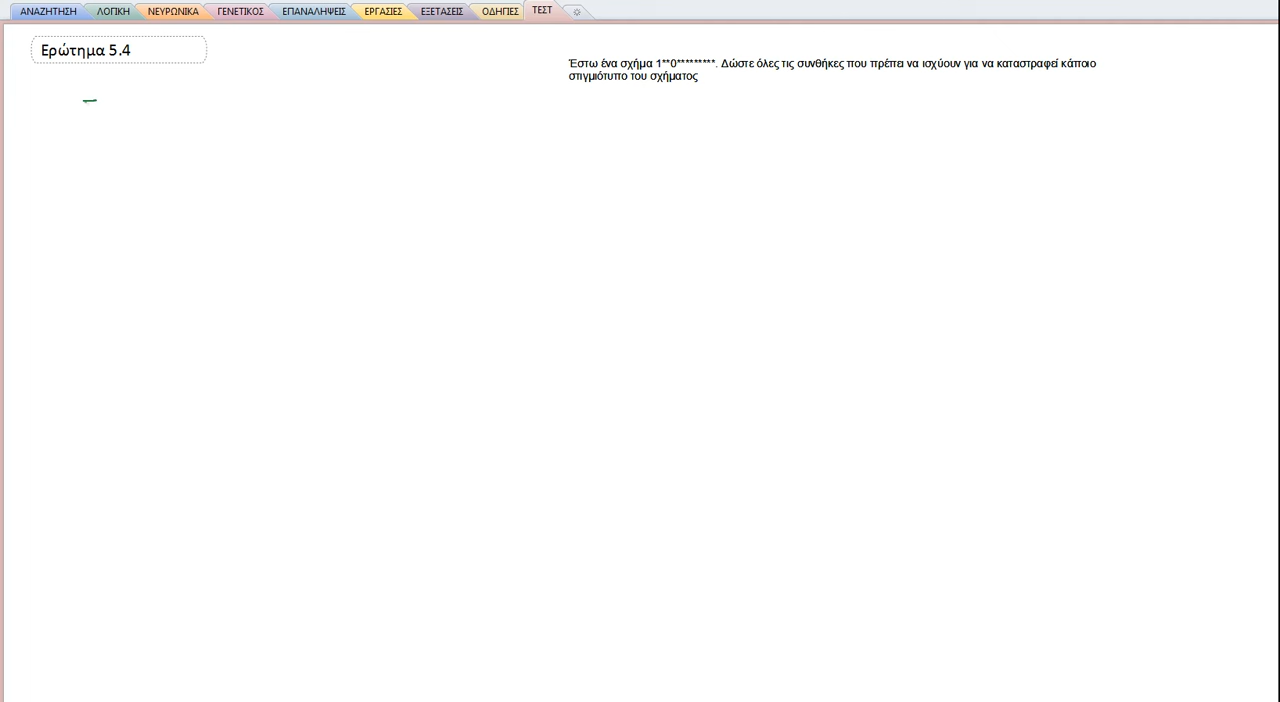 ΑΝΑΖΗΤΗΣΗ ΛΟΓΙΚΗ ΝΕΥΡΩΝΙΚΑ ΓΕΝΕΤΙΚΟΣ ΕΠΑΝΑΛΗΨΕΙΣ ΕΡΓΑΣΙΕΣ ΕΞΕΤΑΣΕΙΣ ΟΔΗΓΙΕΣ ΤΕΣΤ
Ερώτημα 5.4
Έστω ένα σχήμα 1**0*********. Δώστε όλες τις συνθήκες που πρέπει να ισχύουν για να καταστραφεί κάποιο
στιγμιότυπο του σχήματος